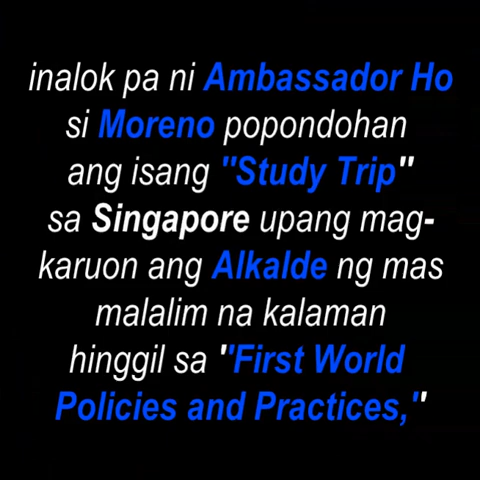 inalok pa ni Ambassador Ho
si Moreno popondohan
ang isang "Study Trip"
sa Singapore upang mag-
karuon ang Alkalde ng mas
malalim na kalaman
hinggil sa ''First World
Policies and Practices,''